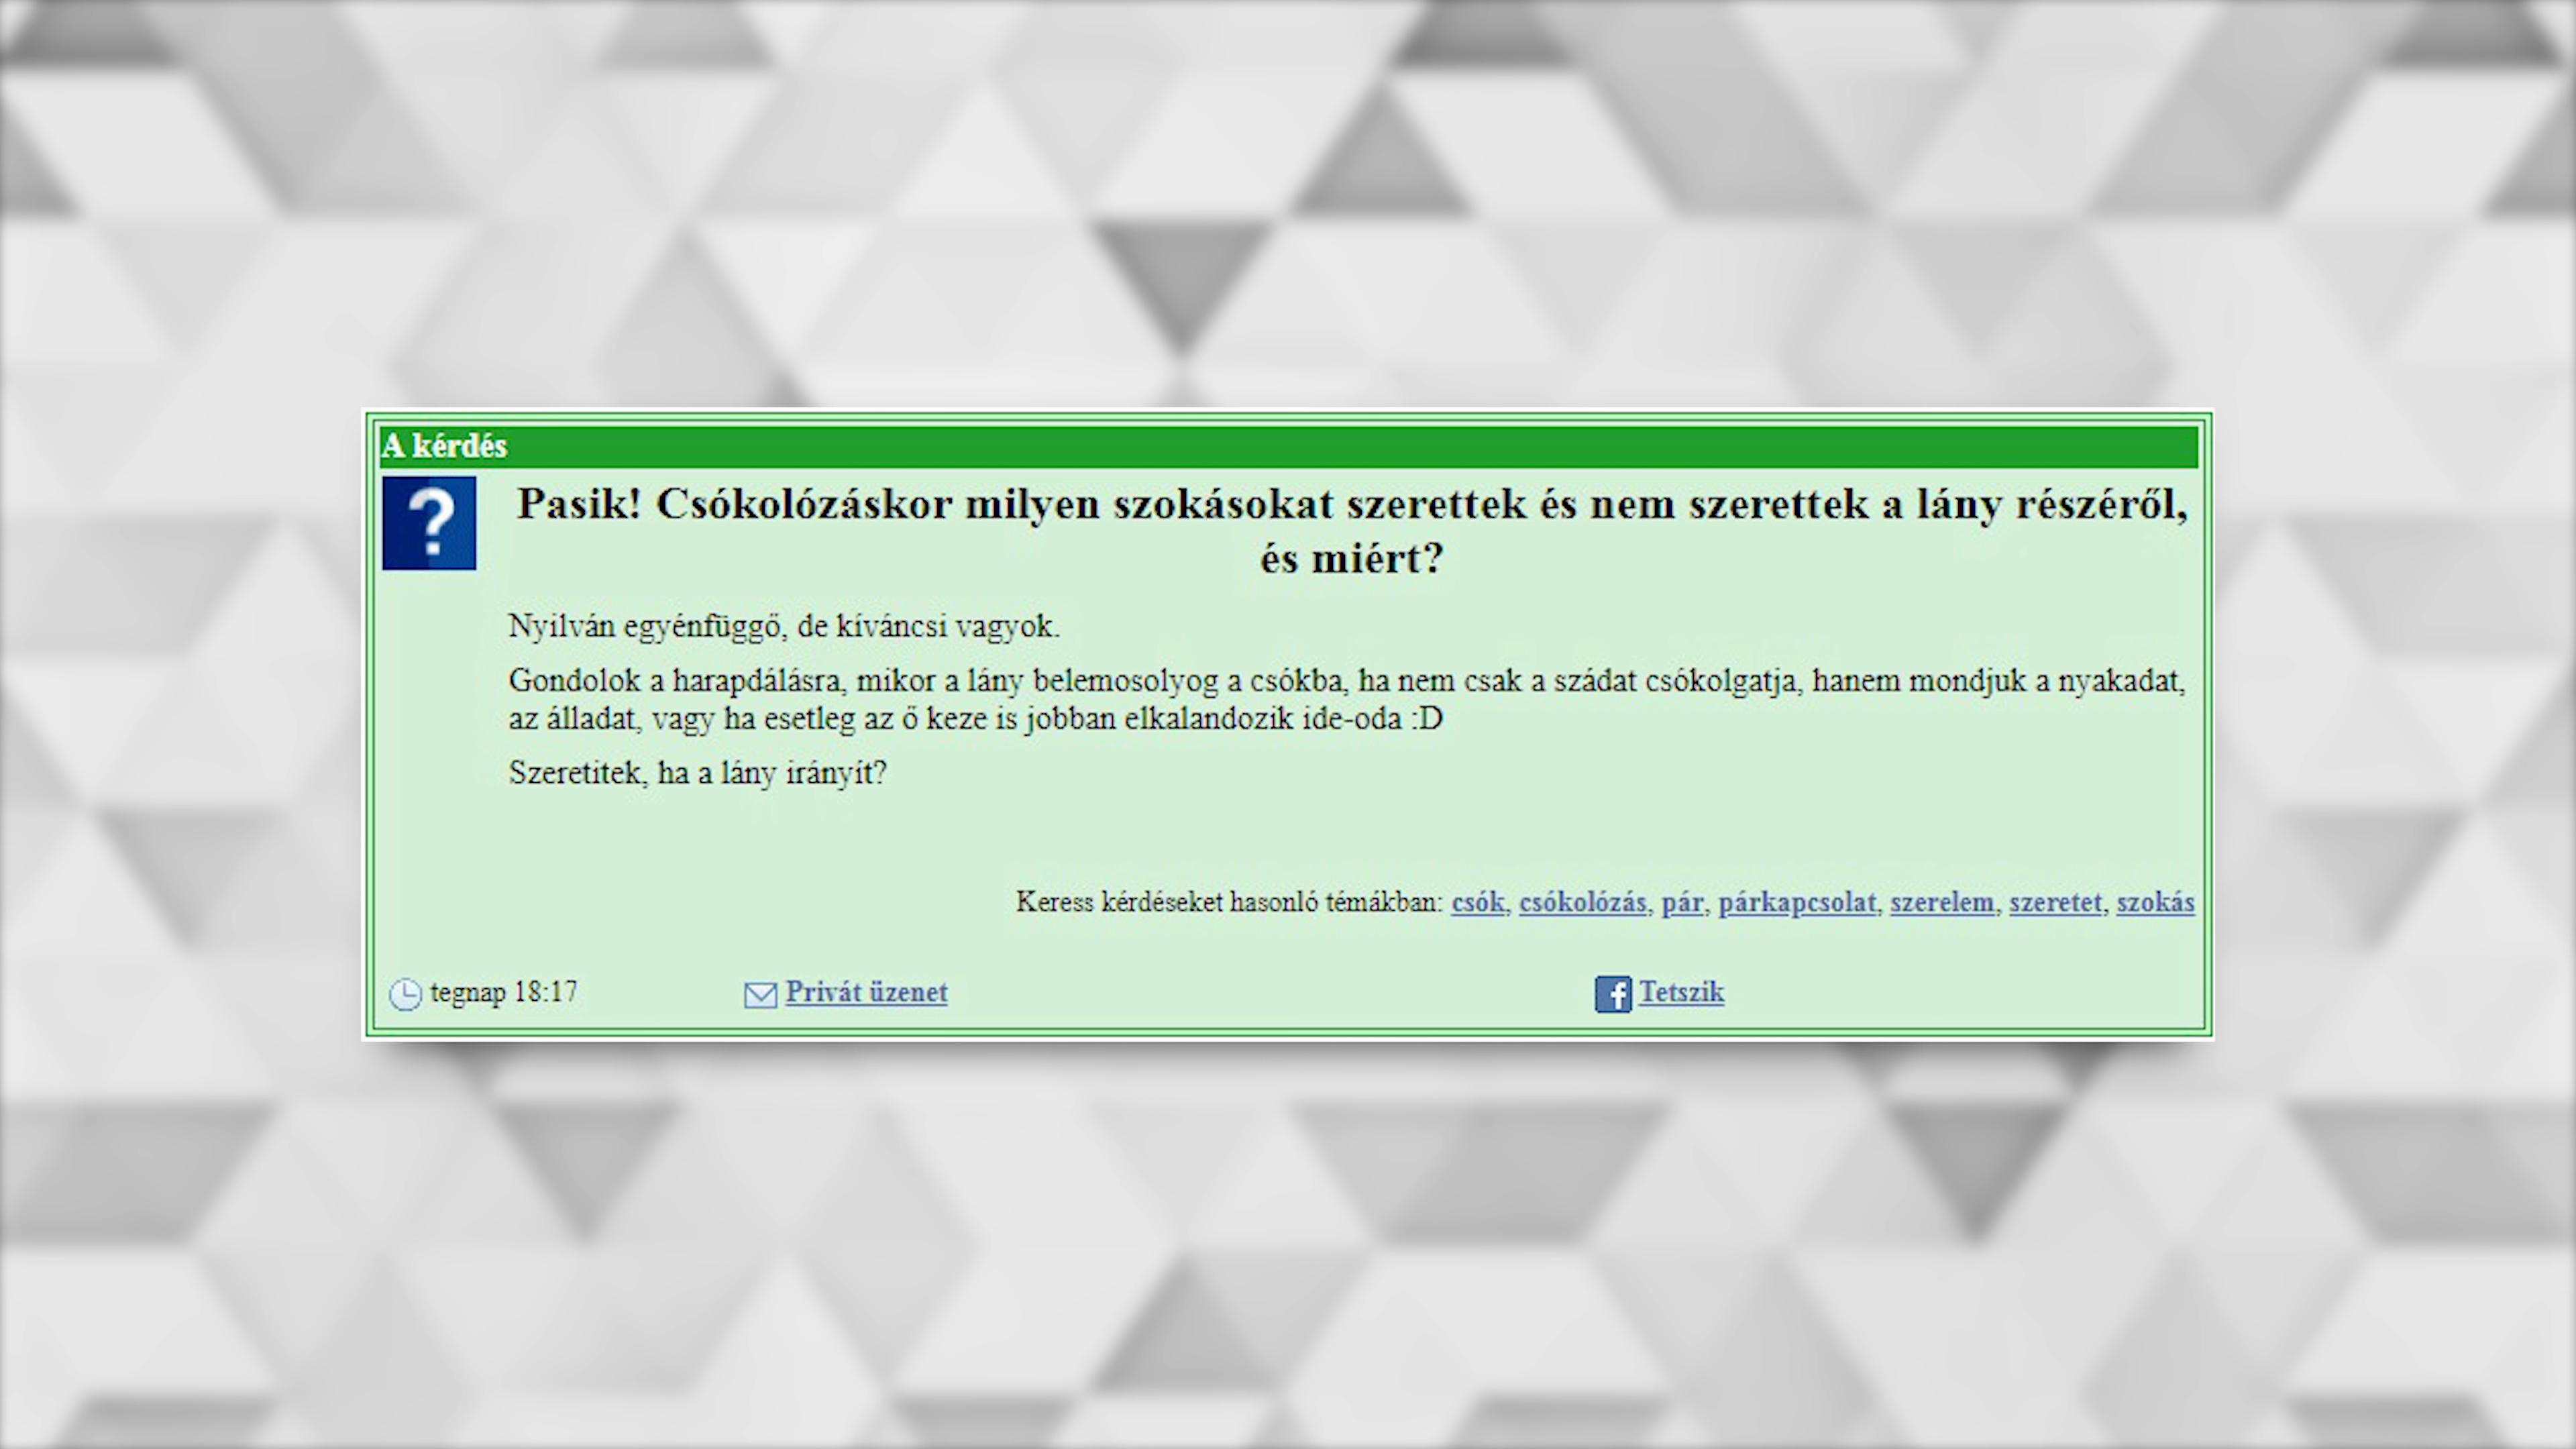 A kérdés
Pasik! Csókolózáskor milyen szokásokat szerettek és nem szerettek a lány részéről,
és miért?
Nyilván egyénfüggő, de kíváncsi vagyok.
Gondolok a harapdálásra, mikor a lány belemosolyog a csókba, ha nem csak a szádat csókolgatja, hanem mondjuk a nyakadat,
az álladat, vagy ha esetleg az ő keze is jobban elkalandozik ide-oda :D
Szeretitek, ha a lány irányít?
Keress kérdéseket hasonló témákban: csók, csókolózás, pár, párkapcsolat, szerelem, szeretet, szokás
tegnap 18:17 Privát üzenet Tetszik